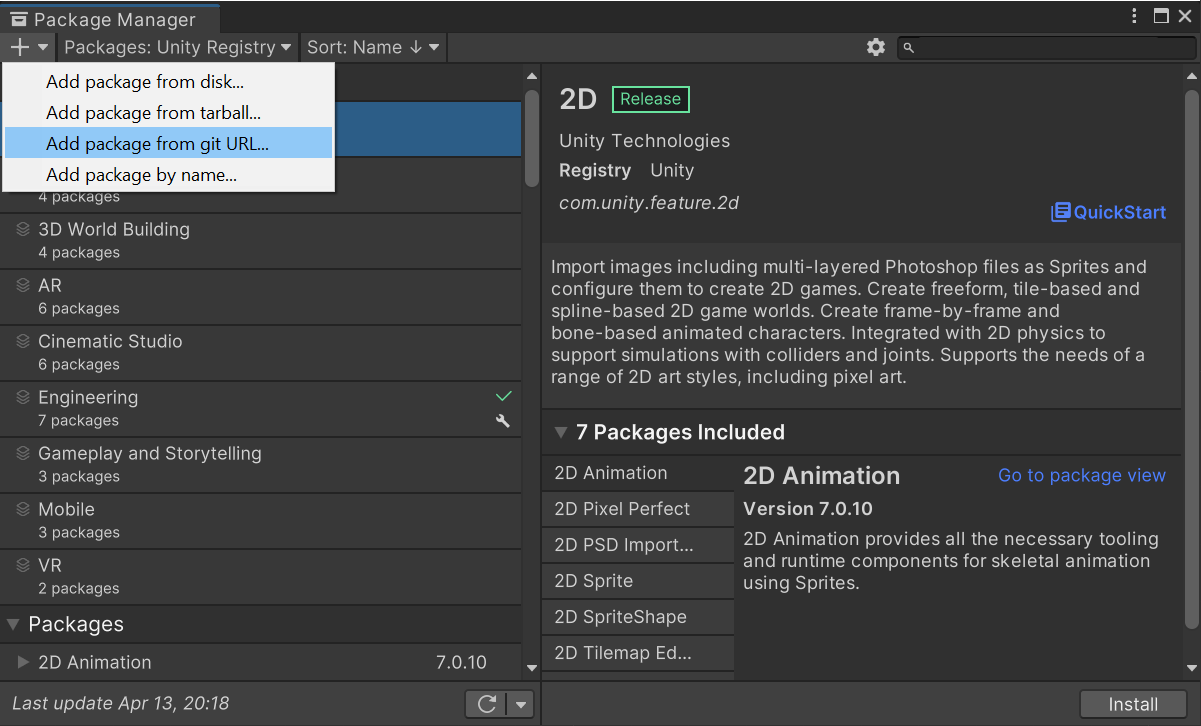 Package Manager
Packages: Unity Registry
Sort: Name ↓
Add package from disk...
Add package from tarball...
Add package from git URL...
Add package by name...
4 packages
3D World Building
4 packages
AR
6 packages
Cinematic Studio
6 packages
Engineering
7 packages
Gameplay and Storytelling
3 packages
Mobile
3 packages
VR
2 packages
Packages
2D Animation 7.0.10
Last update Apr 13, 20:18
2D Release
Unity Technologies
Registry Unity
com.unity.feature.2d
QuickStart
Import images including multi-layered Photoshop files as Sprites and
configure them to create 2D games. Create freeform, tile-based and
spline-based 2D game worlds. Create frame-by-frame and
bone-based animated characters. Integrated with 2D physics to
support simulations with colliders and joints. Supports the needs of a
range of 2D art styles, including pixel art.
7 Packages Included
2D Animation
2D Pixel Perfect
2D PSD Import...
2D Sprite
2D SpriteShape
2D Tilemap Ed...
2D Animation
Go to package view
Version 7.0.10
2D Animation provides all the necessary tooling
and runtime components for skeletal animation
using Sprites.
Install